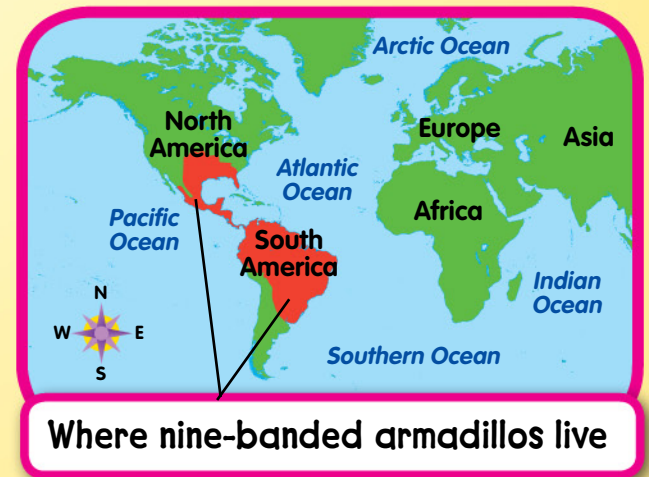 Arctic Ocean
North
America
Europe
Asia
Atlantic
Ocean
Africa
Pacific
Ocean
South
America
Indian
Ocean
N
W
E
S
Southern Ocean
Where nine-banded armadillos live